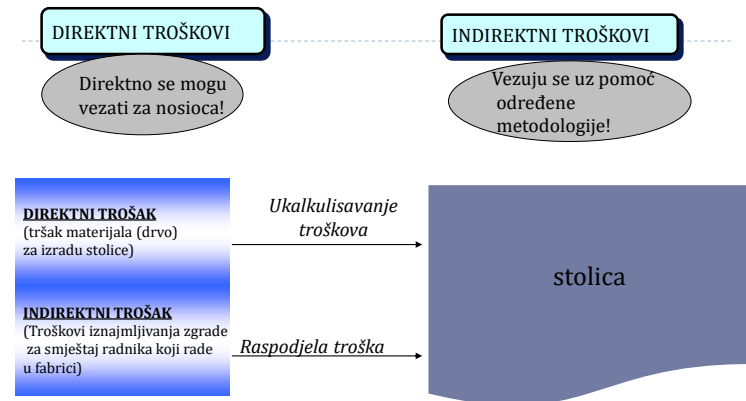 DIREKTNI TROŠKOVI
INDIREKTNI TROŠKOVI
Direktno se mogu
vezati za nosioca!
Vezuju se uz pomoć
određene
metodologije!
DIREKTNI TROŠAK
(tršak materijala (drvo)
za izradu stolice)
Ukalkulisavanje
troškova
stolica
INDIREKTNI TROŠAK
(Troškovi iznajmljivanja zgrade
za smještaj radnika koji rade
u fabrici)
Raspodjela troška